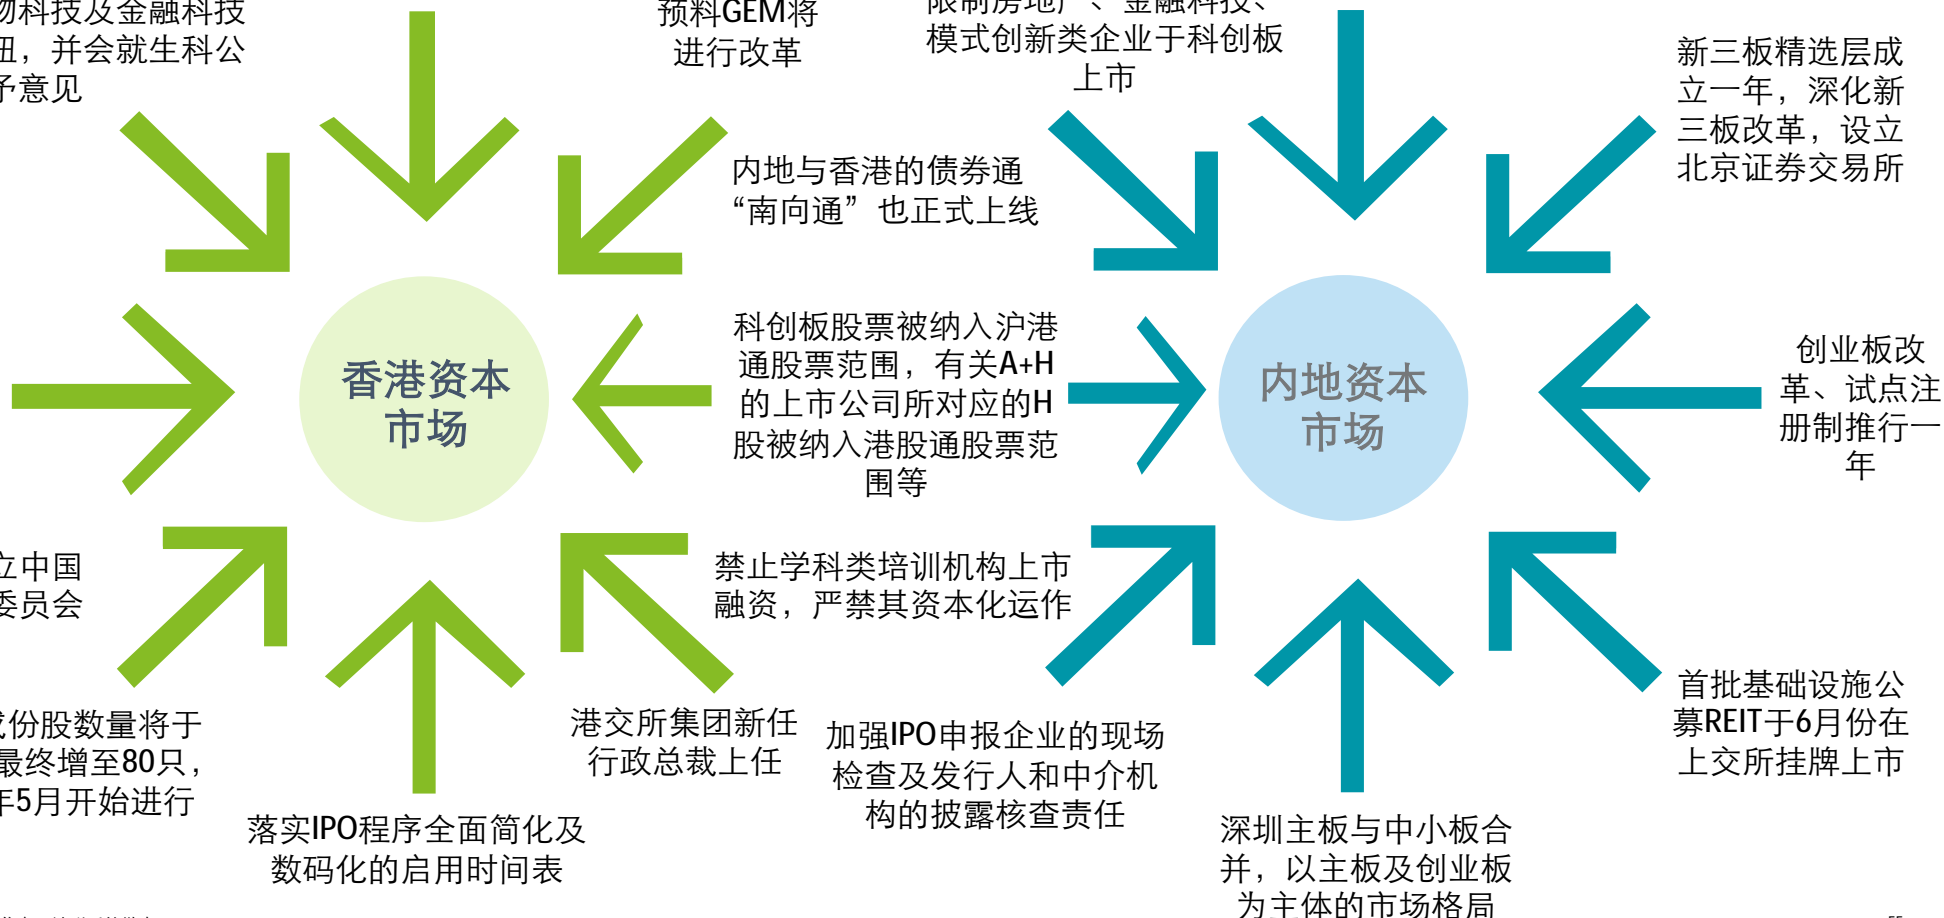 物科技及金融科技
纽，并会就生科公
予意见
预料GEM将
进行改革
限制房地产、金融科技、
模式创新类企业于科创板
上市
新三板精选层成
立一年，深化新
三板改革，设立
北京证券交易所
内地与香港的债券通
“南向通”也正式上线
香港资本
市场
科创板股票被纳入沪港
通股票范围，有关A+H
的上市公司所对应的H
股被纳入港股通股票范
围等
内地资本
市场
创业板改
革、试点注
册制推行一
年
立中国
委员会
禁止学科类培训机构上市
融资，严禁其资本化运作
成份股数量将于
最终增至80只，
年5月开始进行
落实IPO程序全面简化及
数码化的启用时间表
港交所集团新任
行政总裁上任
加强IPO申报企业的现场
检查及发行人和中介机
构的披露核查责任
深圳主板与中小板合
并，以主板及创业板
为主体的市场格局
首批基础设施公
募REIT于6月份在
上交所挂牌上市